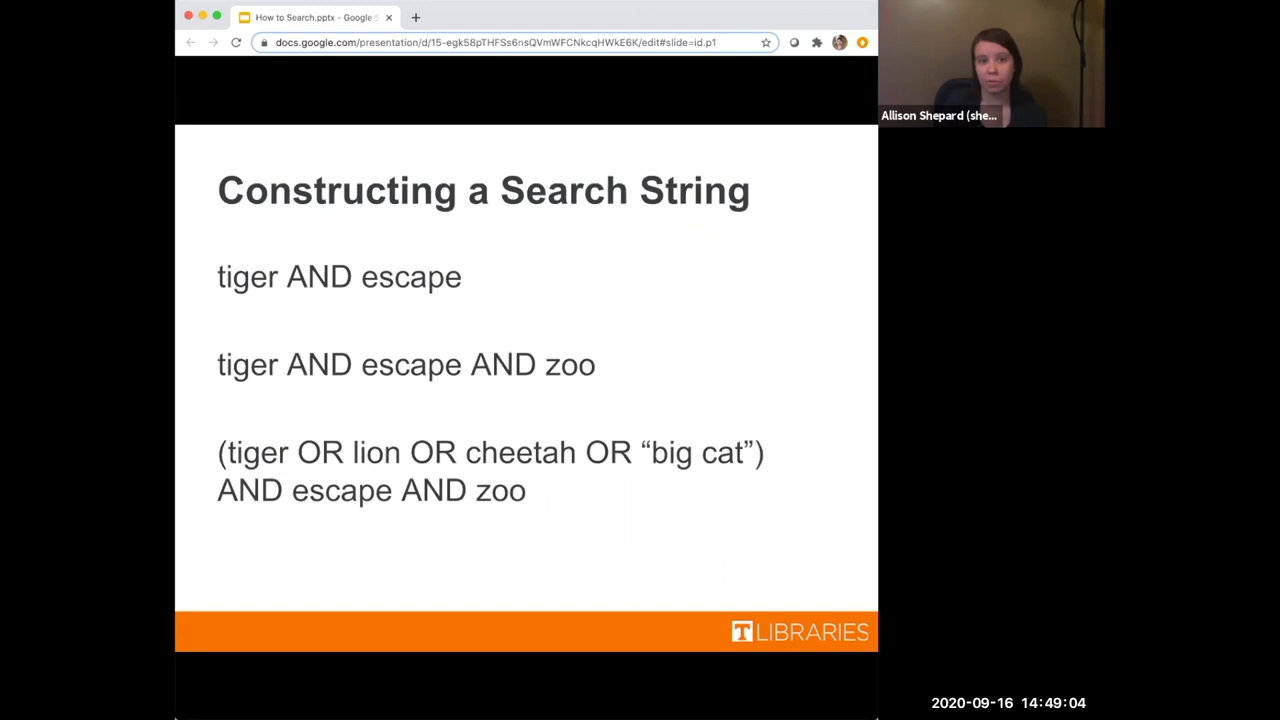 How to Search.pptx - Google S
docs.google.com/presentation/d/15-egk58pTHFSs6nsQVmWFCNkcqHWkE6K/edit#slide=id.p1
Allison Shepard (she...
Constructing a Search String
tiger AND escape
tiger AND escape AND zoo
(tiger OR lion OR cheetah OR “big cat”)
AND escape AND zoo
T LIBRARIES
2020-09-16 14:49:04